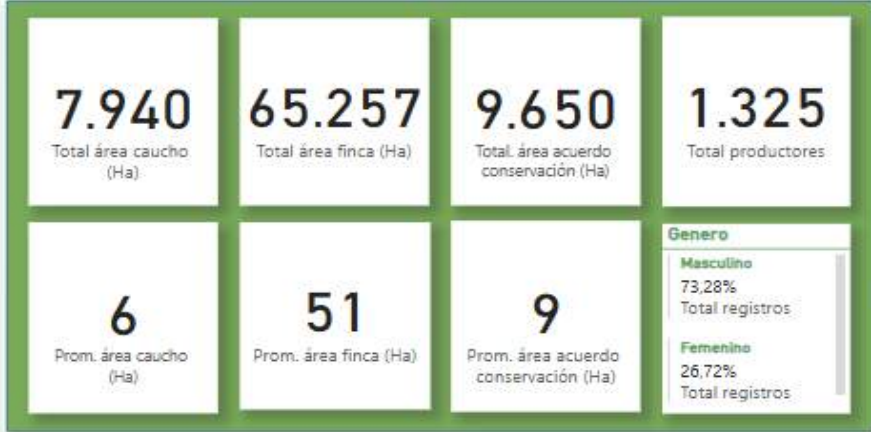 7.940
Total área caucho
(Ha)
65.257
Total área finca (Ha)
9.650
Total. área acuerdo
conservación (Ha)
1.325
Total productores
6
Prom. área caucho
(Ha)
51
Prom. área finca (Ha)
9
Prom. área acuerdo
conservación (Ha)
Genero
Masculino
73,28%
Total registros
Femenino
26,72%
Total registros